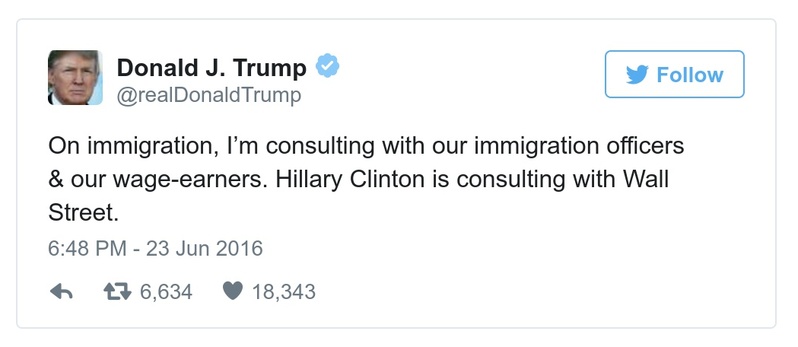 Donald J. Trump
@realDonaldTrump
Follow
On immigration, I’m consulting with our immigration officers
& our wage-earners. Hillary Clinton is consulting with Wall
Street.
6:48 PM - 23 Jun 2016
6,634 18,343